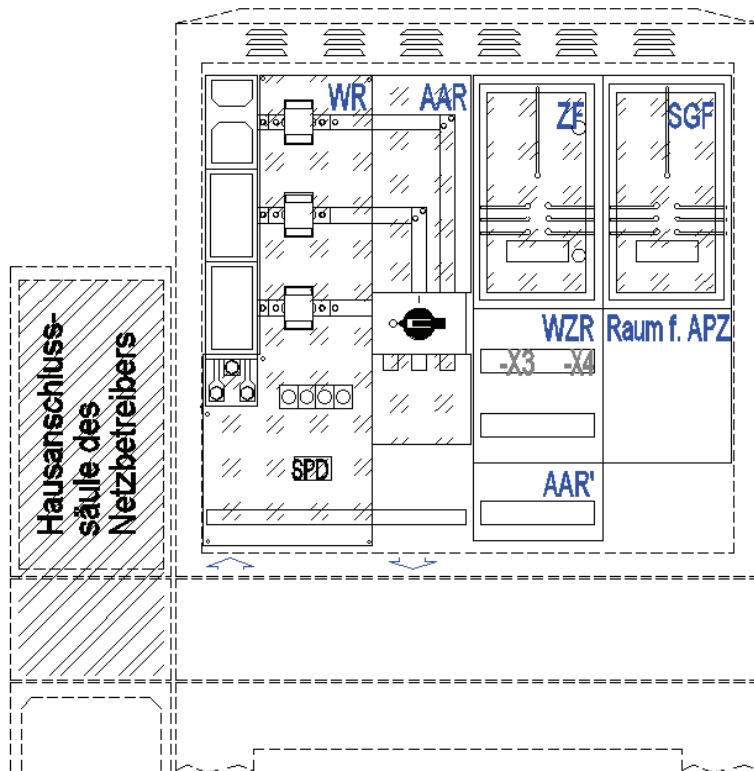 WR
AAR
ZF
SGF
WZR
Raum f. APZ
-X3
-X4
AAR'
SPD
I
Hausanschluss-
säule des
Netzbetreibers